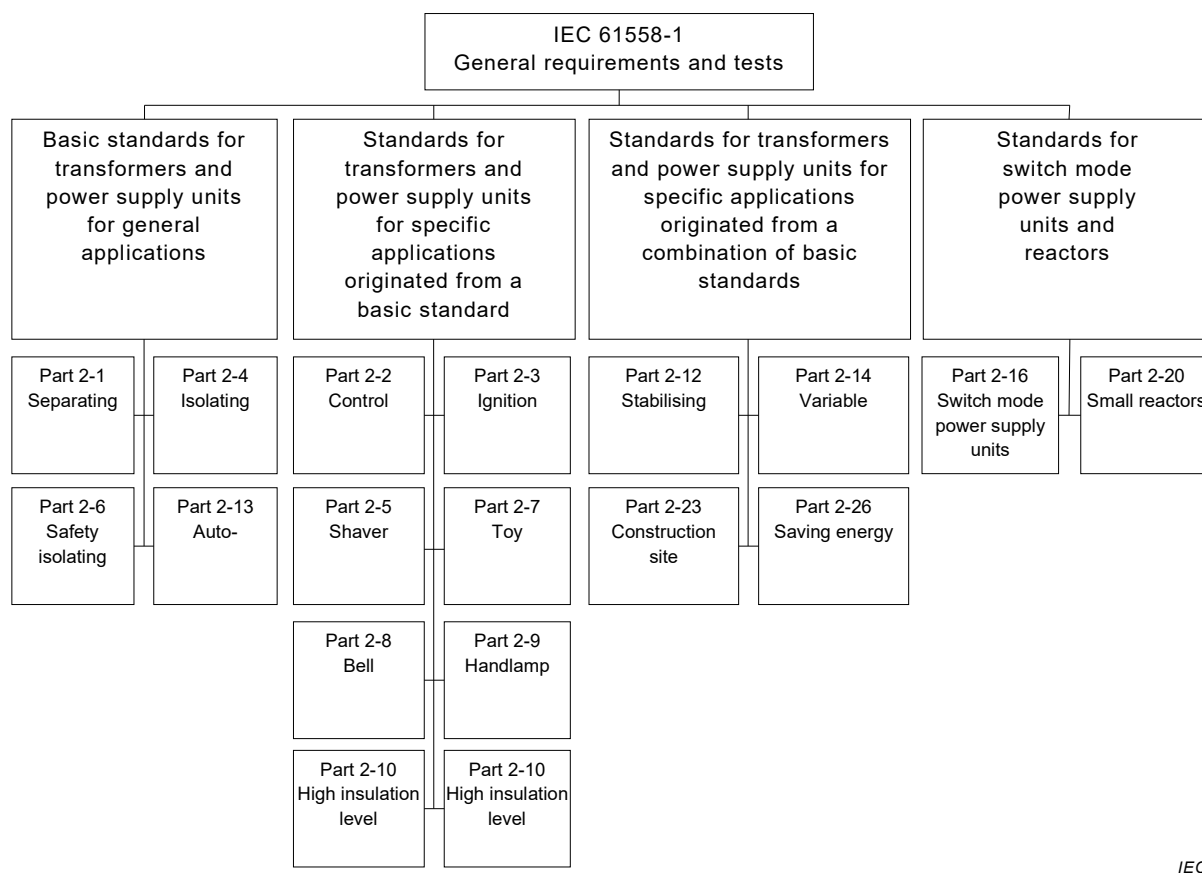 IEC 61558-1
General requirements and tests
Basic standards for
transformers and
power supply units
for general
applications
Standards for
transformers and
power supply units
for specific
applications
originated from a
basic standard
Standards for transformers
and power supply units for
specific applications
originated from a
combination of basic
standards
Standards for
switch mode
power supply
units and
reactors
Part 2-1
Separating
Part 2-4
Isolating
Part 2-2
Control
Part 2-3
Ignition
Part 2-12
Stabilising
Part 2-14
Variable
Part 2-16
Switch mode
power supply
units
Part 2-20
Small reactors
Part 2-6
Safety
isolating
Part 2-13
Auto-
Part 2-5
Shaver
Part 2-7
Toy
Part 2-23
Construction
site
Part 2-26
Saving energy
Part 2-8
Bell
Part 2-9
Handlamp
Part 2-10
High insulation
level
Part 2-10
High insulation
level
IEC